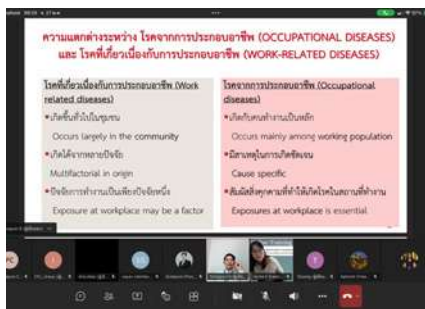 ความแตกต่างระหว่าง โรคจากการประกอบอาชีพ (OCCUPATIONAL DISEASES)
และ โรคที่เกี่ยวเนื่องกับการประกอบอาชีพ (WORK-RELATED DISEASES)
โรคที่เกี่ยวเนื่องกับการประกอบอาชีพ (Work
related diseases)
•เกิดขึ้นทั่วไปในชุมชน
Occurs largely in the community
•เกิดได้จากหลายปัจจัย
Multifactorial in origin
•ปัจจัยการทำงานเป็นเพียงปัจจัยหนึ่ง
Exposure at workplace may be a factor
โรคจากการประกอบอาชีพ (Occupational
diseases)
•เกิดกับคนทำงานเป็นหลัก
Occurs mainly among working population
•มีสาเหตุในการเกิดชัดเจน
Cause specific
•สัมผัสสิ่งคุกคามที่ทำให้เกิดโรคในสถานที่ทำงาน
Exposures at workplace is essential